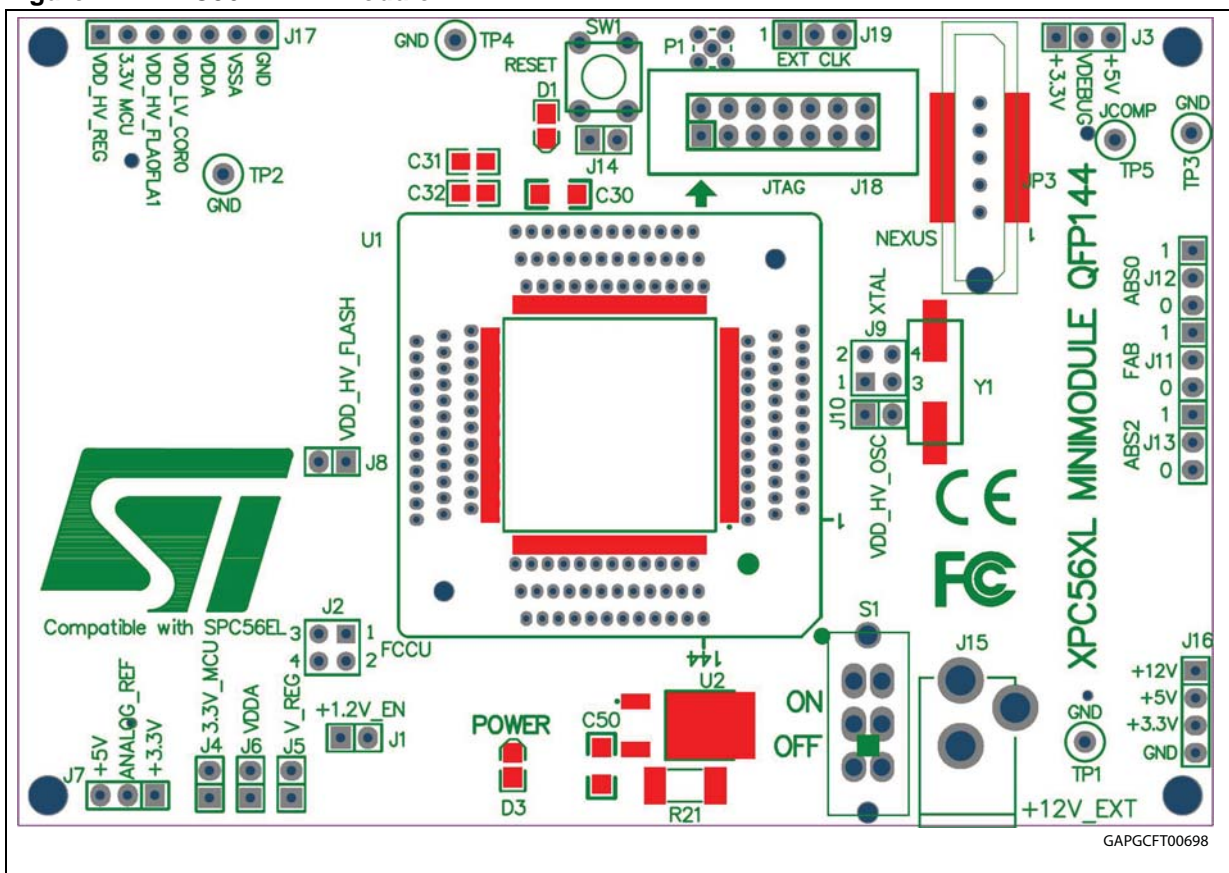 J17
VDD_HV_REG
3.3V_MCU
VDD_HV_FLA0FLA1
VDD_LV_COR0
VDDA
VSSA
GND
GND TP4
SW1
RESET
D1
P1
1 J19
EXT CLK
J3
+3.3V
VDEBUG
+5V
JCOMP
TP5
GND
TP3
TP2
GND
C31
C32
C30
J14
JTAG J18
JP3
1
NEXUS
U1
XPC56XL MINIMODULE QFP144
ABS0
1
J12
0
FAB
1
J11
0
ABS2
1
J13
0
XTAL
J9
2 4
1 3
J10
Y1
VDD_HV_OSC
VDD_HV_FLASH
J8
1
CE
FC
ST
Compatible with SPC56EL
J2
3 1
4 2
FCCU
144
S1
ON
OFF
J15
+12V_EXT
J16
+12V
+5V
+3.3V
GND
GND
TP1
U2
C50
R21
POWER
D3
+1.2V_EN
J1
J7
+5V
ANALOG_REF
+3.3V
3.3V_MCU
J4
VDDA
J6
V_REG
J5
GAPGCFT00698